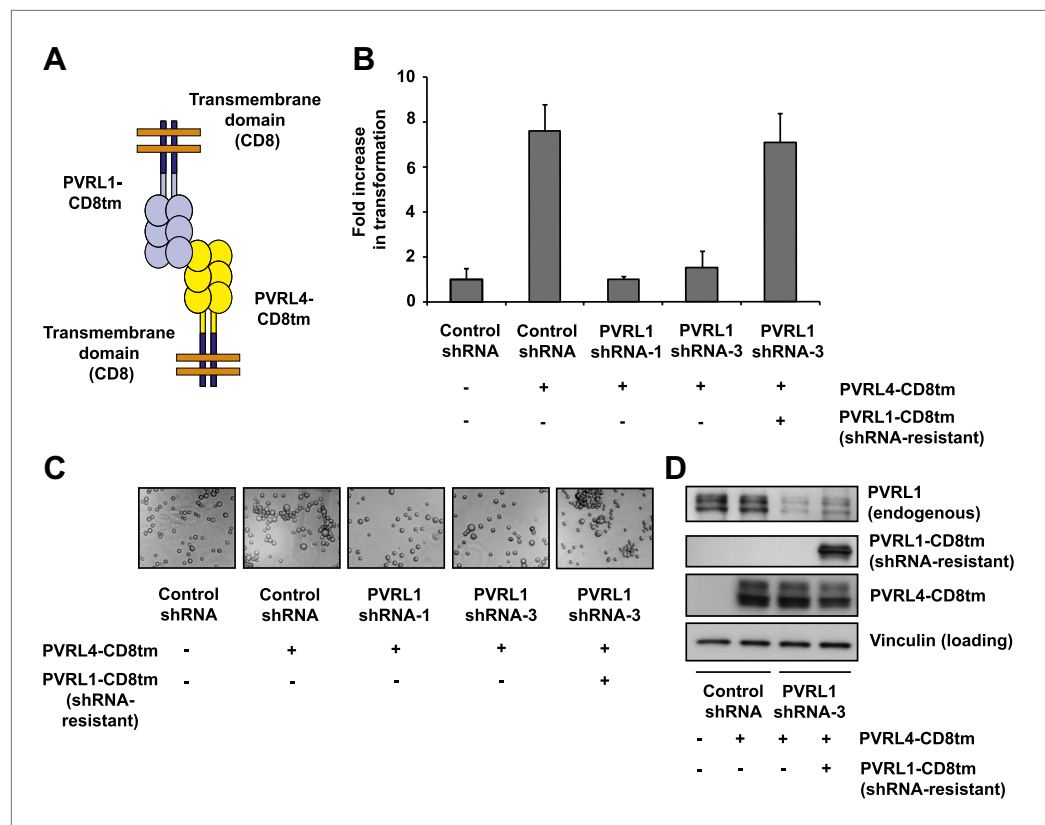 A
Transmembrane
domain
(CD8)
PVRL1-
CD8tm
PVRL4-
CD8tm
Transmembrane
domain
(CD8)
B
Fold increase
in transformation
10
8
6
4
2
0
Control
shRNA
Control
shRNA
PVRL1
shRNA-1
PVRL1
shRNA-3
PVRL1
shRNA-3
- + + + + PVRL4-CD8tm
- - - - + PVRL1-CD8tm
(shRNA-resistant)
C
Control
shRNA
Control
shRNA
PVRL1
shRNA-1
PVRL1
shRNA-3
PVRL1
shRNA-3
PVRL4-CD8tm - + + + +
PVRL1-CD8tm - - - - +
(shRNA-
resistant)
D
PVRL1
(endogenous)
PVRL1-CD8tm
(shRNA-resistant)
PVRL4-CD8tm
Vinculin (loading)
Control
shRNA
PVRL1
shRNA-3
- + + + PVRL4-CD8tm
- - - + PVRL1-CD8tm
(shRNA-resistant)